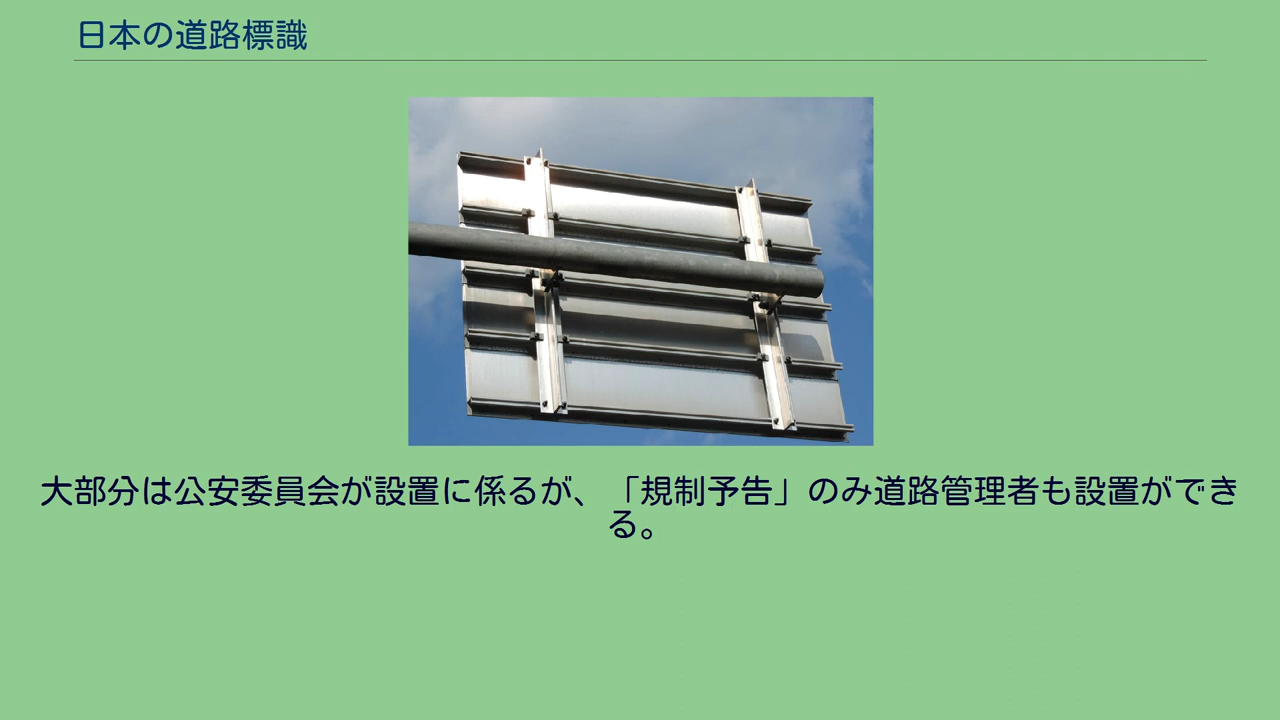 日本の道路標識
大部分は公安委員会が設置に係るが、「規制予告」のみ道路管理者も設置ができ
る。